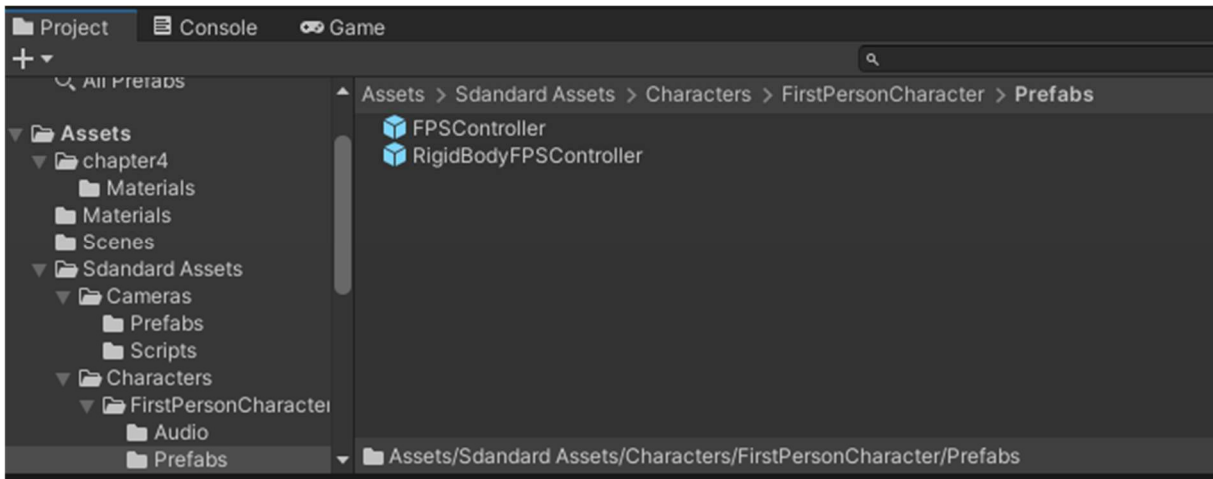 Project Console Game
All Prefabs
Assets
chapter4
Materials
Materials
Scenes
Sdandard Assets
Cameras
Prefabs
Scripts
Characters
FirstPersonCharacter
Audio
Prefabs
Assets > Sdandard Assets > Characters > FirstPersonCharacter > Prefabs
FPSController
RigidBodyFPSController
Assets/Sdandard Assets/Characters/FirstPersonCharacter/Prefabs